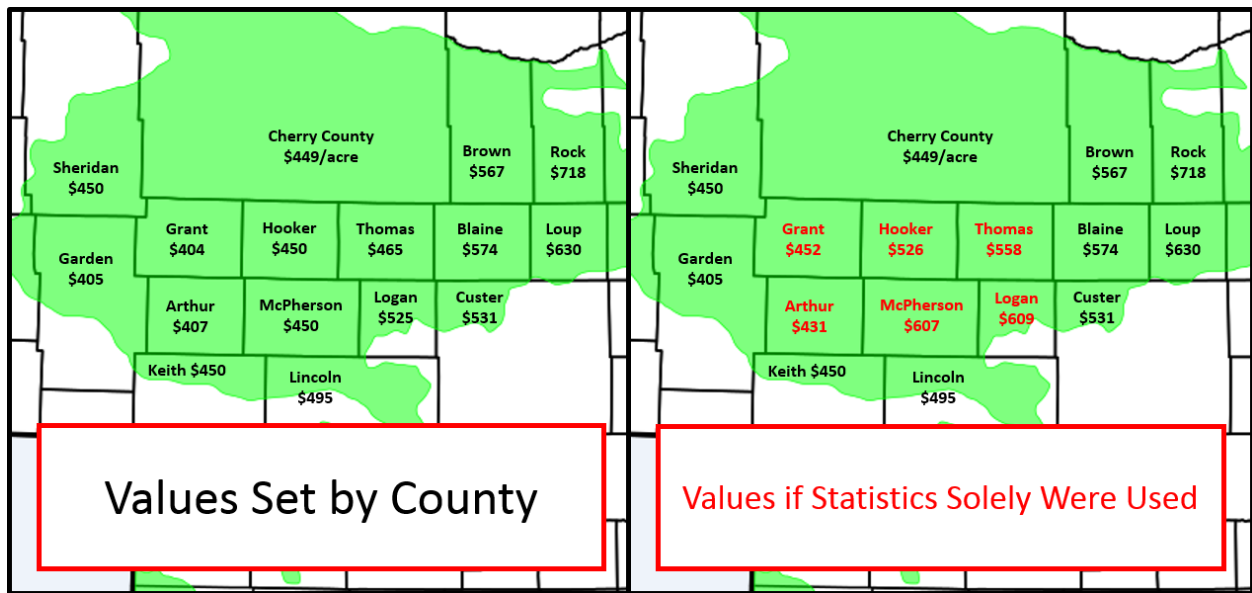 Cherry County
$449/acre
Brown
$567
Rock
$718
Sheridan
$450
Grant
$404
Hooker
$450
Thomas
$465
Blaine
$574
Loup
$630
Garden
$405
Arthur
$407
McPherson
$450
Logan
$525
Custer
$531
Keith $450
Lincoln
$495
Values Set by County
Cherry County
$449/acre
Brown
$567
Rock
$718
Sheridan
$450
Grant
$452
Hooker
$526
Thomas
$558
Blaine
$574
Loup
$630
Garden
$405
Arthur
$431
McPherson
$607
Logan
$609
Custer
$531
Keith $450
Lincoln
$495
Values if Statistics Solely Were Used